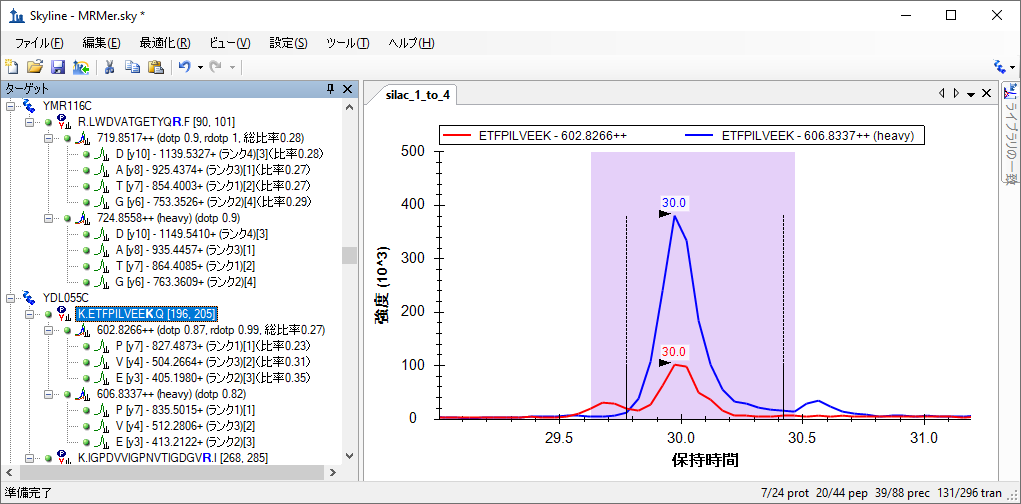 Skyline - MRMer.sky *
ファイル(F) 編集(E) 最適化(R) ビュー(V) 設定(S) ツール(T) ヘルプ(H)
ターゲット
YMR116C
R.LWDVATGETYQR.F [90, 101]
719.8517++ (dotp 0.9, rdotp 1, 総比率0.28)
D [y10] - 1139.5327+ (ランク4)[3]〈比率0.28〉
A [y8] - 925.4374+ (ランク3)[1]〈比率0.27〉
T [y7] - 854.4003+ (ランク1)[2]〈比率0.27〉
G [y6] - 753.3526+ (ランク2)[4]〈比率0.29〉
724.8558++ (heavy) (dotp 0.9)
D [y10] - 1149.5410+ (ランク4)[3]
A [y8] - 935.4457+ (ランク3)[1]
T [y7] - 864.4085+ (ランク1)[2]
G [y6] - 763.3609+ (ランク2)[4]
YDL055C
K.ETFPILVEEK.Q [196, 205]
602.8266++ (dotp 0.87, rdotp 0.99, 総比率0.27)
P [y7] - 827.4873+ (ランク1)[1]〈比率0.23〉
V [y4] - 504.2664+ (ランク3)[2]〈比率0.31〉
E [y3] - 405.1980+ (ランク2)[3]〈比率0.35〉
606.8337++ (heavy) (dotp 0.82)
P [y7] - 835.5015+ (ランク1)[1]
V [y4] - 512.2806+ (ランク3)[2]
E [y3] - 413.2122+ (ランク2)[3]
K.IGPDVVIGPNVTIGDGVR.I [268, 285]
silac_1_to_4
ETFPILVEEK - 602.8266++
ETFPILVEEK - 606.8337++ (heavy)
500
400
300
200
100
0
強度 (10^3)
30.0
30.0
29.5 30.0 30.5 31.0
保持時間
ライブラリの一致
準備完了
7/24 prot 20/44 pep 39/88 prec 131/296 tran